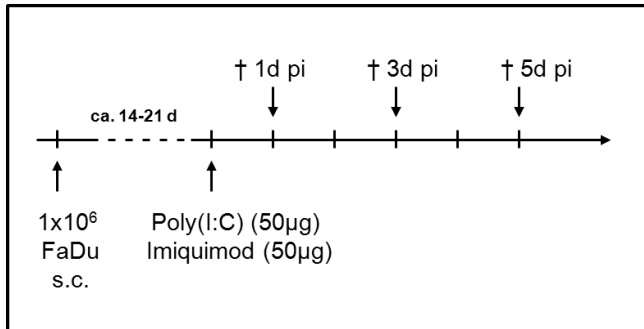 † 1d pi † 3d pi † 5d pi
ca. 14-21 d
1x10⁶ Poly(I:C) (50µg)
FaDu Imiquimod (50µg)
s.c.